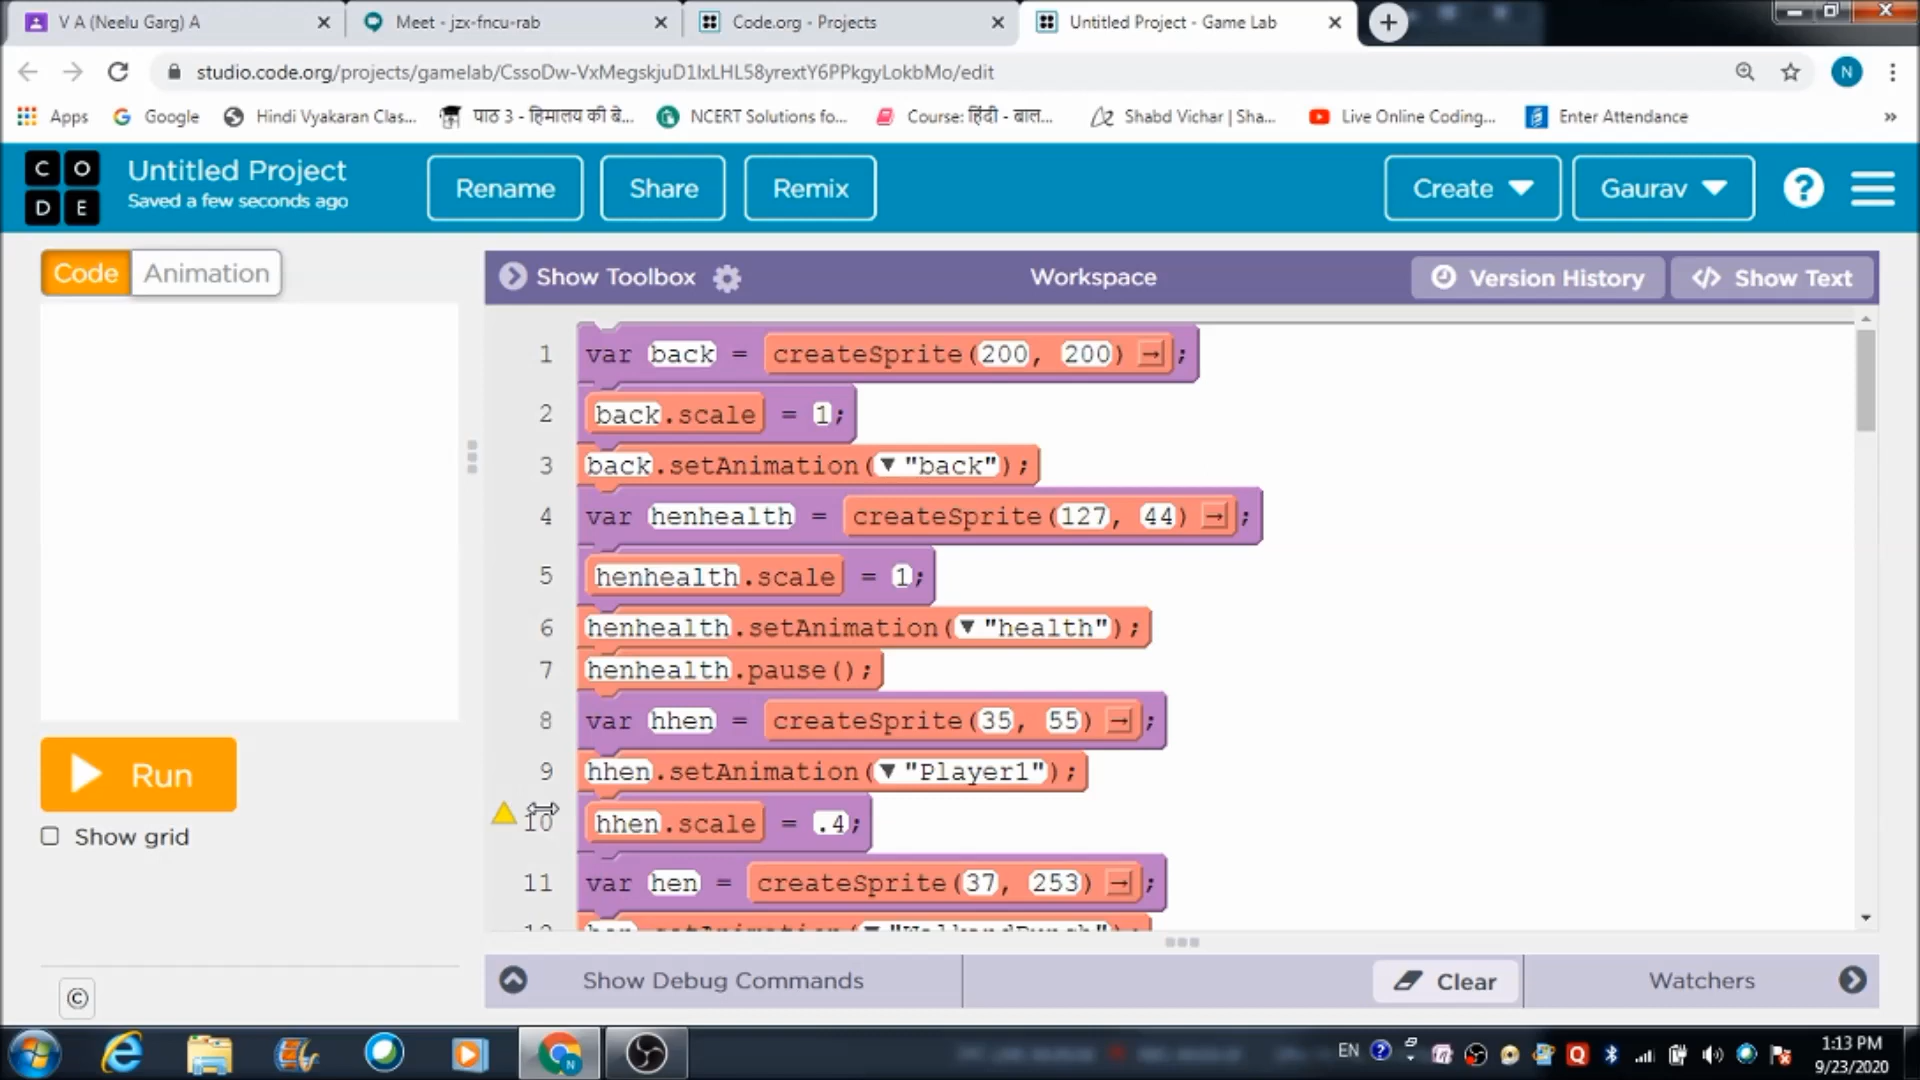 V A (Neelu Garg) A
Meet - jzx-fncu-rab
Code.org - Projects
Untitled Project - Game Lab
studio.code.org/projects/gamelab/CssoDw-VxMegskjuD1lxLHL58yrextY6PPkgyLokbMo/edit
N
Apps
Google
Hindi Vyakaran Clas...
पाठ 3 - हिमालय की बे...
NCERT Solutions fo...
Course: हिंदी - बाल...
Shabd Vichar | Sha...
Live Online Coding...
Enter Attendance
»
C O D E
Untitled Project
Saved a few seconds ago
Rename
Share
Remix
Create
Gaurav
?
Code
Animation
Show Toolbox
Workspace
Version History
</> Show Text
1 var back = createSprite(200, 200) → ;
2 back.scale = 1;
3 back.setAnimation(▼ "back");
4 var henhealth = createSprite(127, 44) → ;
5 henhealth.scale = 1;
6 henhealth.setAnimation(▼ "health");
7 henhealth.pause();
8 var hhen = createSprite(35, 55) → ;
9 hhen.setAnimation(▼ "Player1");
10 hhen.scale = .4;
11 var hen = createSprite(37, 253) → ;
Run
Show grid
©
Show Debug Commands
Clear
Watchers
EN
1:13 PM
9/23/2020